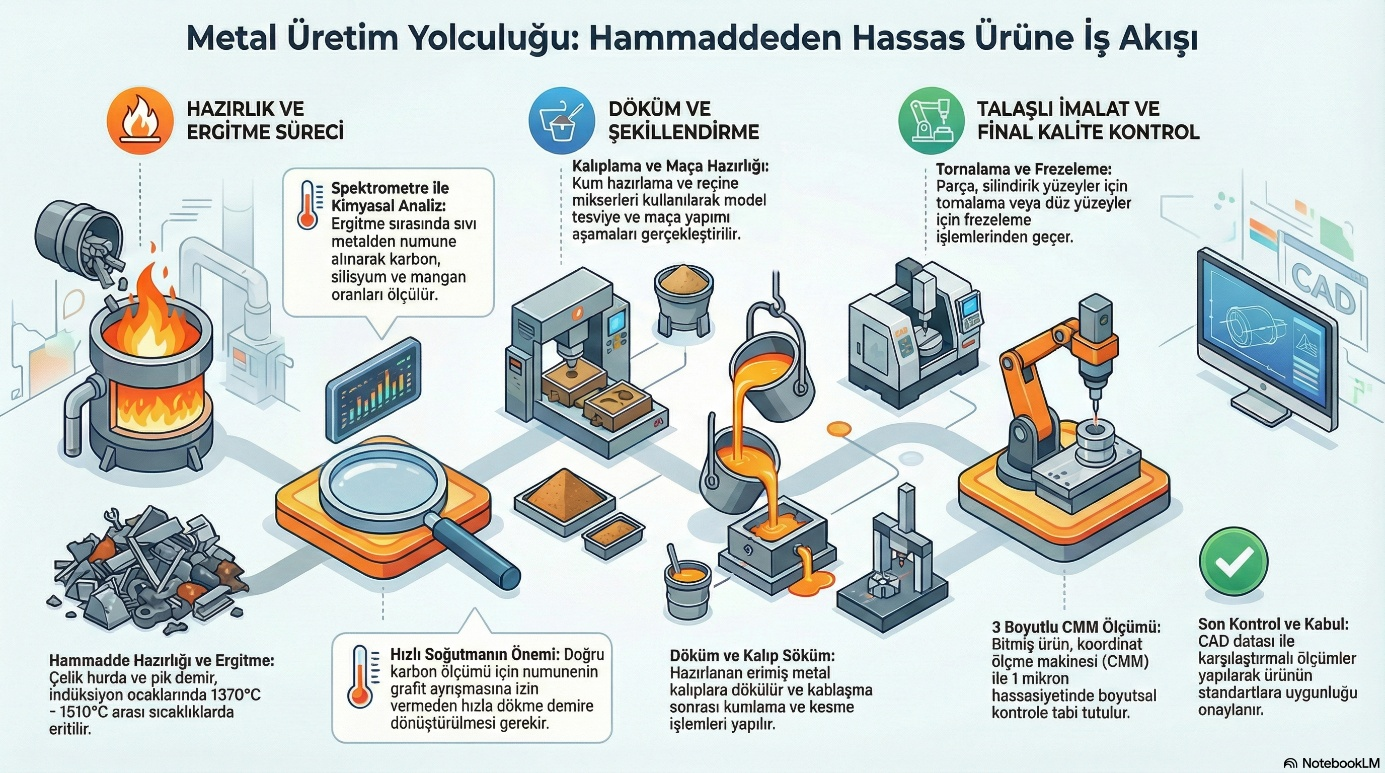 Metal Üretim Yolculuğu: Hammaddeden Hassas Ürüne İş Akışı
HAZIRLIK VE
ERGİTME SÜRECİ
Spektrometre ile
Kimyasal Analiz:
Ergitme sırasında sıvı
metalden numune
alınarak karbon,
silisyum ve mangan
oranları ölçülür.
Hammadde Hazırlığı ve Ergitme:
Çelik hurda ve pik demir,
indüksiyon ocaklarında 1370°C
- 1510°C arası sıcaklıklarda
eritilir.
Hızlı Soğutmanın Önemi: Doğru
karbon ölçümü için numunenin
grafit ayrışmasına izin
vermeden hızla dökme demire
dönüştürülmesi gerekir.
DÖKÜM VE
ŞEKİLLENDİRME
Kalıplama ve Maça Hazırlığı:
Kum hazırlama ve reçine
mikserleri kullanılarak model
tesviye ve maça yapımı
aşamaları gerçekleştirilir.
Döküm ve Kalıp Söküm:
Hazırlanan erimiş metal
kalıplara dökülür ve kablaşma
sonrası kumlama ve kesme
işlemleri yapılır.
TALAŞLI İMALAT VE
FİNAL KALİTE KONTROL
Tornalama ve Frezeleme:
Parça, silindirik yüzeyler için
tomalama veya düz yüzeyler
için frezeleme
işlemlerinden geçer.
CAD
3 Boyutlu CMM Ölçümü:
Bitmiş ürün, koordinat
ölçme makinesi (CMM)
ile 1 mikron
hassasiyetinde boyutsal
kontrole tabi tutulur.
Son Kontrol ve Kabul:
CAD datası ile
karşılaştırmalı ölçümler
yapılarak ürünün
standartlara uygunluğu
onaylanır.
NotebookLM